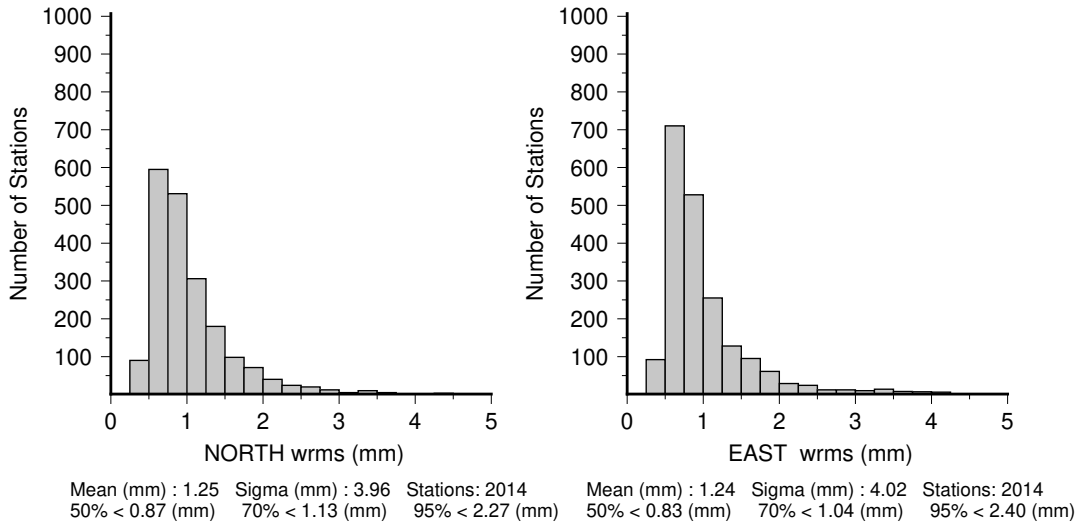 1000
900
800
700
600
500
400
300
200
100
Number of Stations
0 1 2 3 4 5
NORTH wrms (mm)
Mean (mm) : 1.25 Sigma (mm) : 3.96 Stations: 2014
50% < 0.87 (mm) 70% < 1.13 (mm) 95% < 2.27 (mm)
1000
900
800
700
600
500
400
300
200
100
Number of Stations
0 1 2 3 4 5
EAST wrms (mm)
Mean (mm) : 1.24 Sigma (mm) : 4.02 Stations: 2014
50% < 0.83 (mm) 70% < 1.04 (mm) 95% < 2.40 (mm)